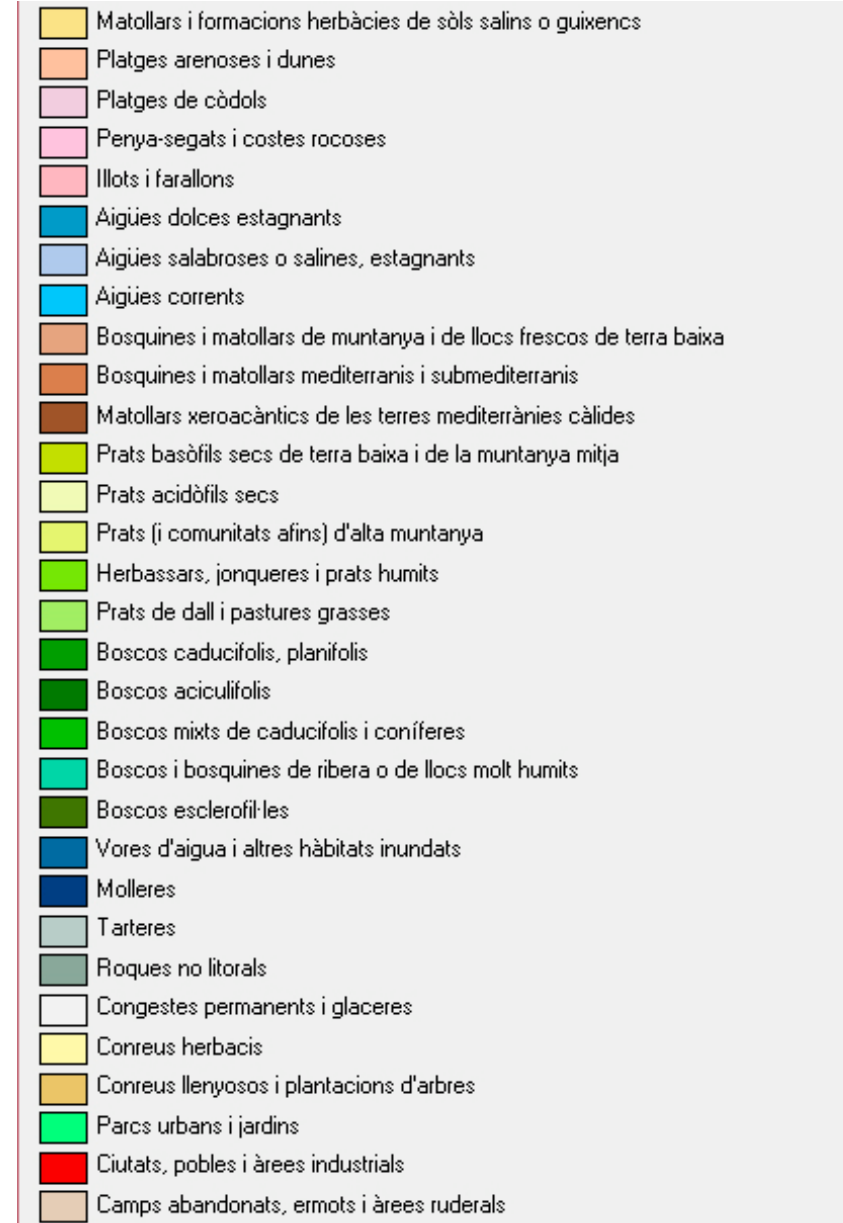 Matollars i formacions herbàcies de sòls salins o guixencs
Platges arenoses i dunes
Platges de còdols
Penya-segats i costes rocoses
Illots i farallons
Aigües dolces estagnants
Aigües salabroses o salines, estagnants
Aigües corrents
Bosquines i matollars de muntanya i de llocs frescos de terra baixa
Bosquines i matollars mediterranis i submediterranis
Matollars xeroacàntics de les terres mediterrànies càlides
Prats basòfils secs de terra baixa i de la muntanya mitja
Prats acidòfils secs
Prats (i comunitats afins) d'alta muntanya
Herbassars, jonqueres i prats humits
Prats de dall i pastures grasses
Boscos caducifolis, planifolis
Boscos aciculifolis
Boscos mixts de caducifolis i coníferes
Boscos i bosquines de ribera o de llocs molt humits
Boscos esclerofil·les
Vores d'aigua i altres hàbitats inundats
Molleres
Tarteres
Roques no litorals
Congestes permanents i glaceres
Conreus herbacis
Conreus llenyosos i plantacions d'arbres
Parcs urbans i jardins
Ciutats, pobles i àrees industrials
Camps abandonats, ermots i àrees ruderals